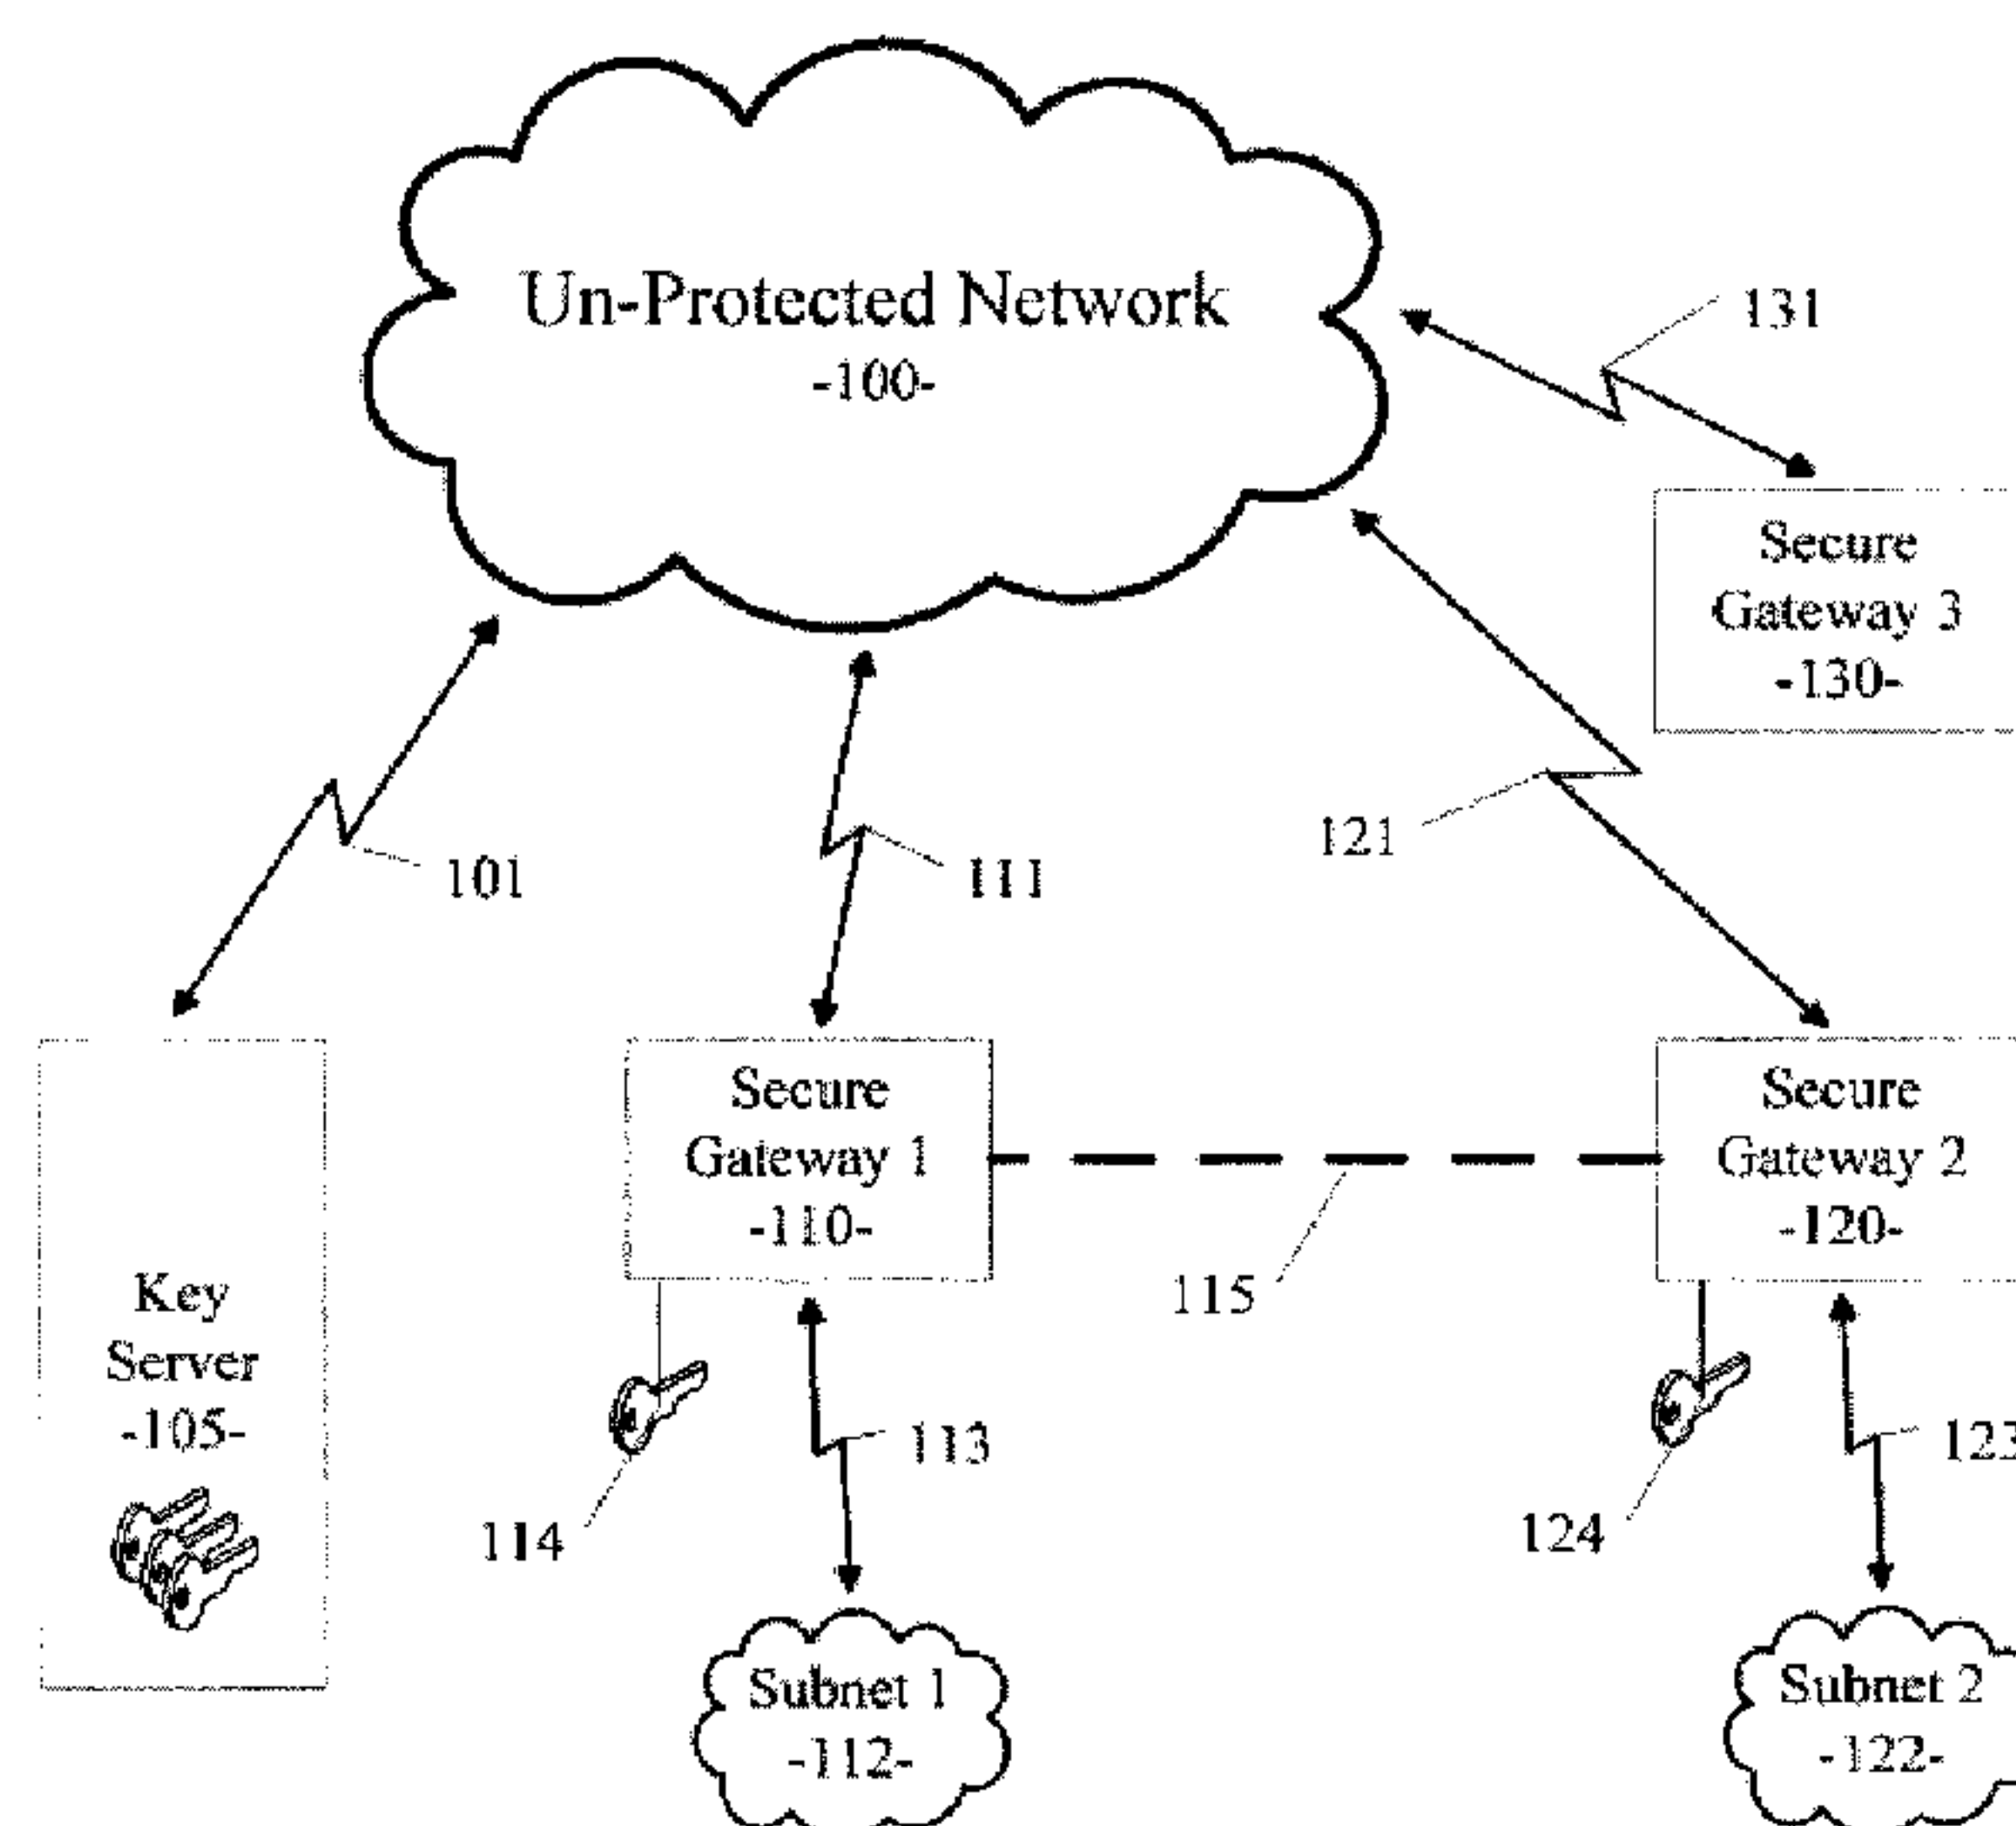 Un-Protected Network
-100-
131
Secure
Gateway 3
-130-
101
111
121
Secure
Gateway 1
-110-
Secure
Gateway 2
-120-
115
Key
Server
-105-
113
123
114
124
Subnet 1
-112-
Subnet 2
-122-